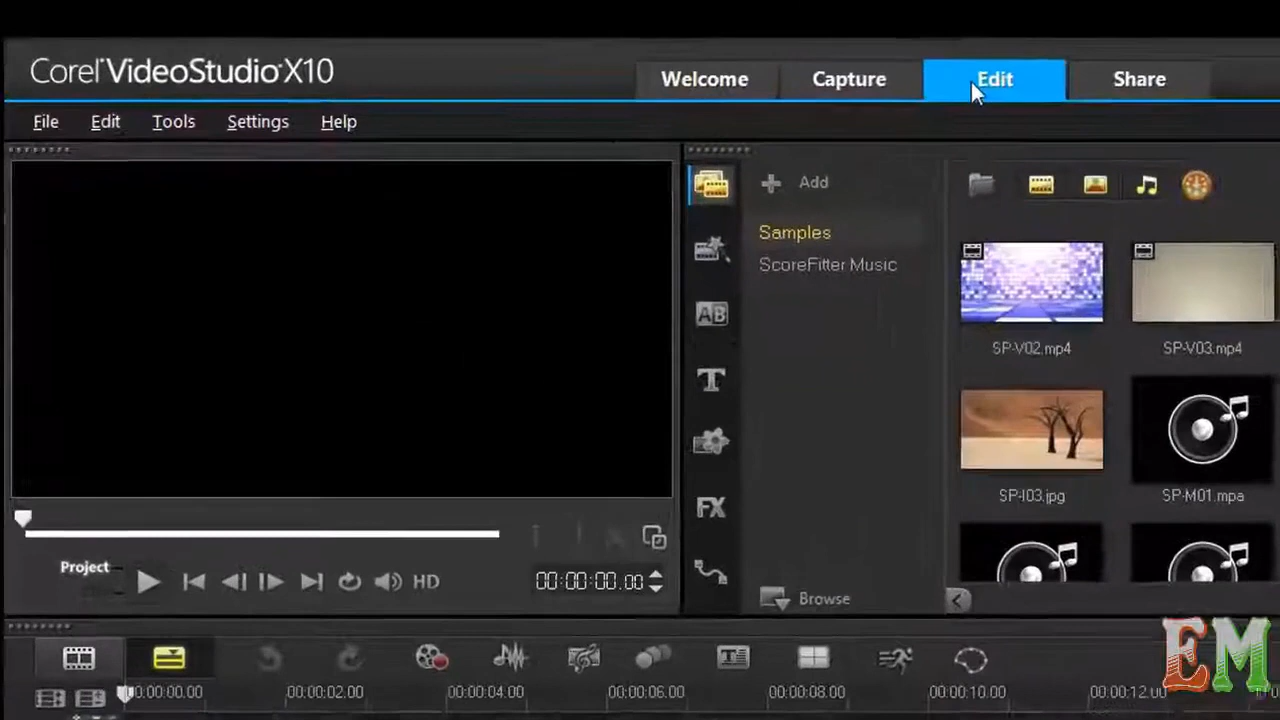 Corel VideoStudio X10
Welcome Capture Edit Share
File Edit Tools Settings Help
Add
Samples
ScoreFitter Music
SP-V02.mp4 SP-V03.mp4
AB
T
SP-I03.jpg SP-M01.mpa
FX
Project
HD 00:00:00.00
Browse
EM
00:00:00.00 00:00:02.00 00:00:04.00 00:00:06.00 00:00:08.00 00:00:10.00 00:00:12.00